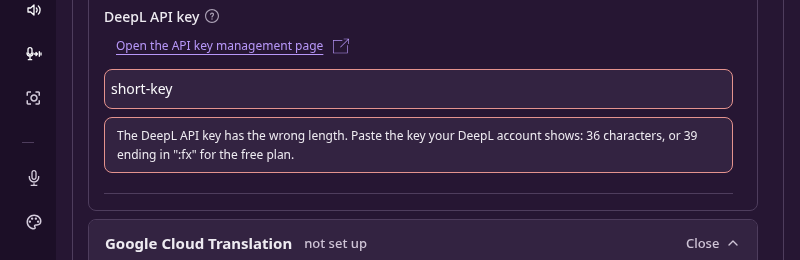 DeepL API key
Open the API key management page
short-key
The DeepL API key has the wrong length. Paste the key your DeepL account shows: 36 characters, or 39
ending in ":fx" for the free plan.
Google Cloud Translation not set up Close